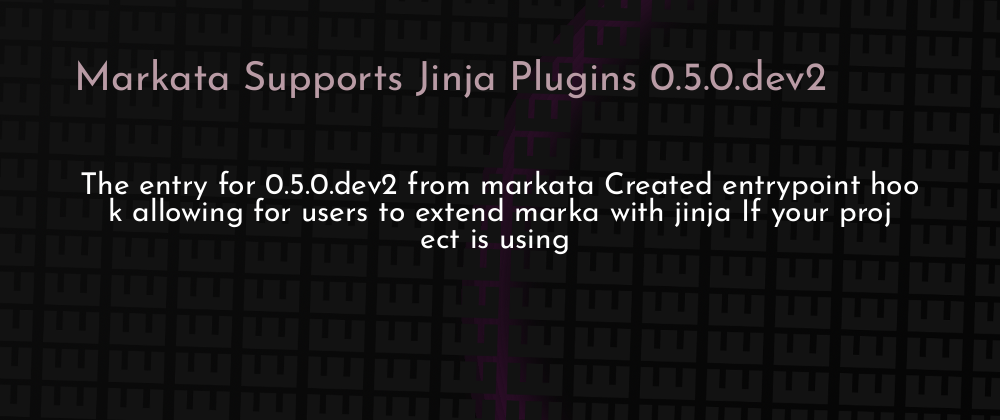 Markata Supports Jinja Plugins 0.5.0.dev2
The entry for 0.5.0.dev2 from markata Created entrypoint hoo
k allowing for users to extend marka with jinja If your proj
ect is using